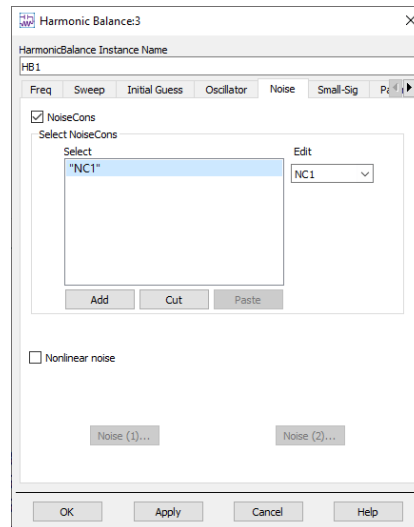 Harmonic Balance:3
HarmonicBalance Instance Name
HB1
Freq Sweep Initial Guess Oscillator Noise Small-Sig
NoiseCons
Select NoiseCons
Select Edit
"NC1" NC1
Add Cut Paste
Nonlinear noise
Noise (1)... Noise (2)...
OK Apply Cancel Help